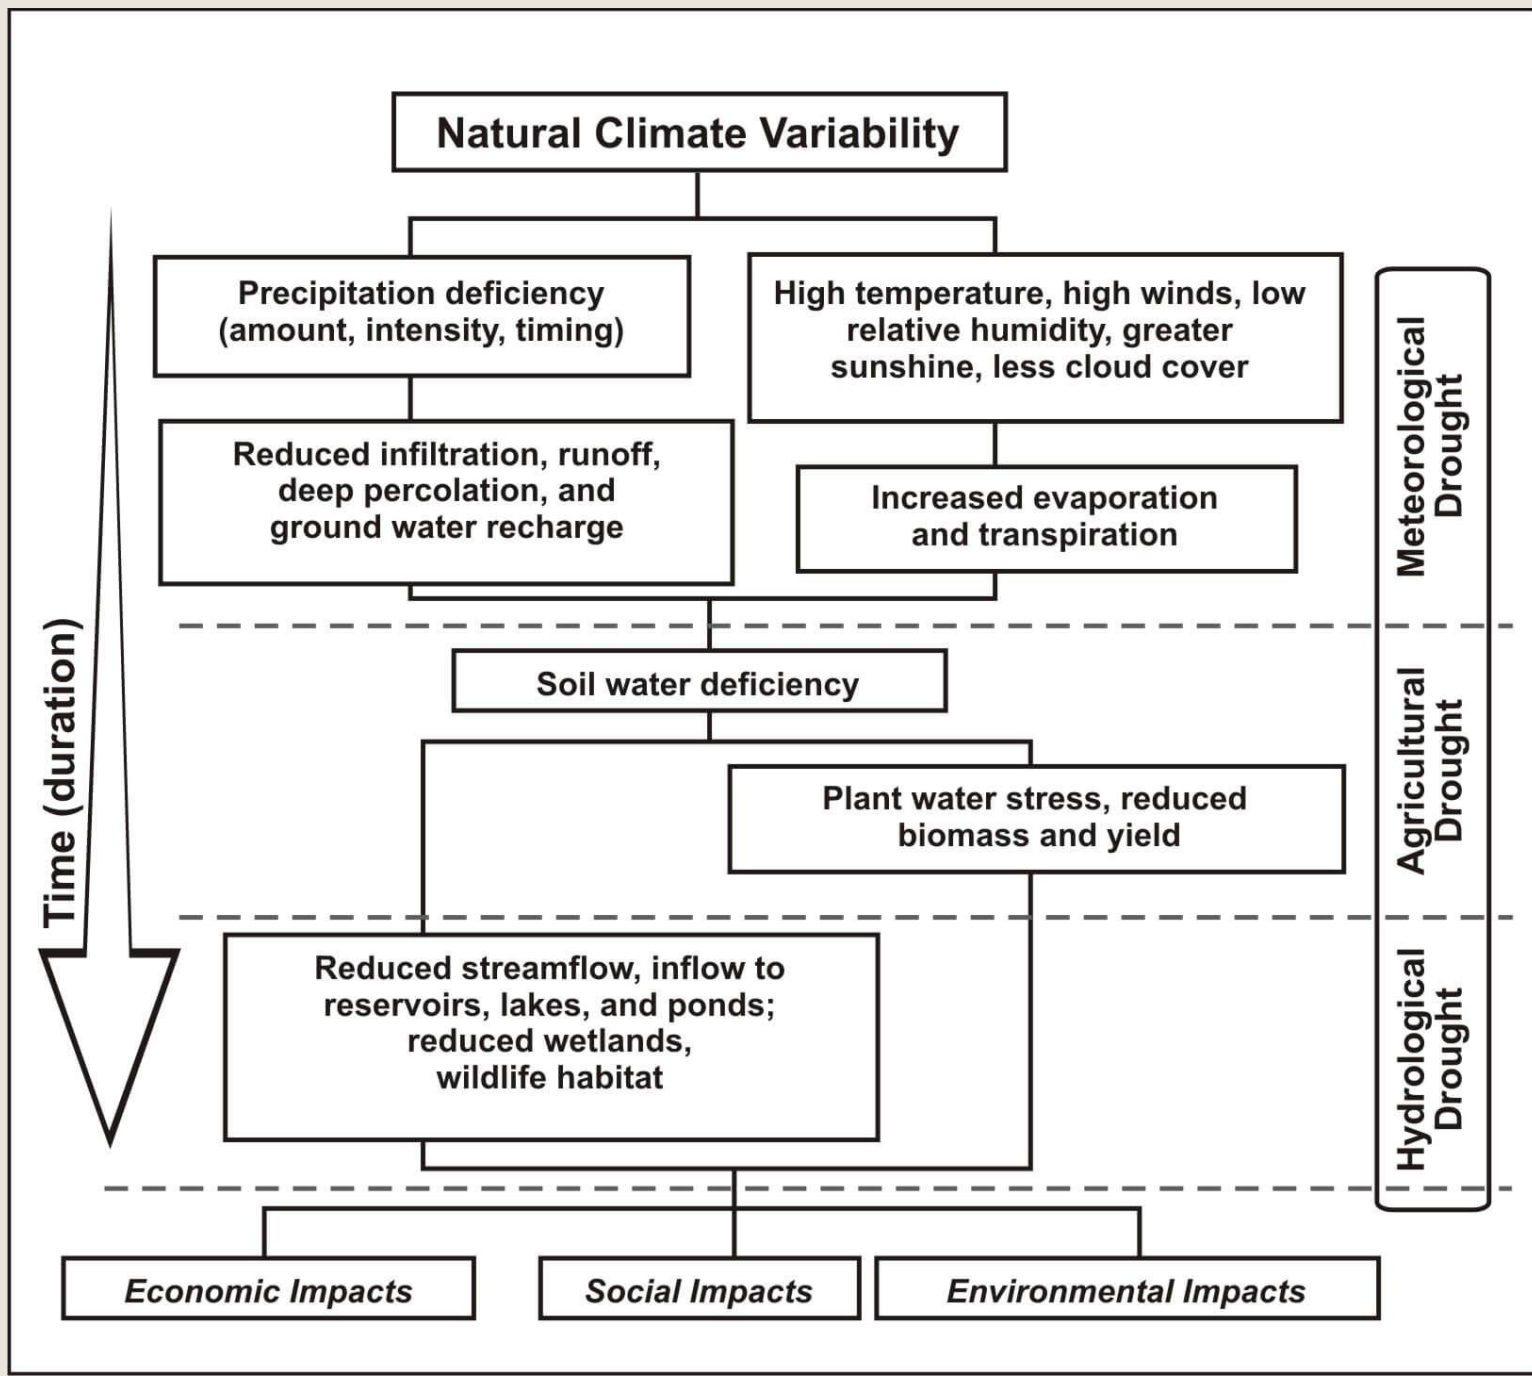 Natural Climate Variability
Precipitation deficiency
(amount, intensity, timing)
High temperature, high winds, low
relative humidity, greater
sunshine, less cloud cover
Reduced infiltration, runoff,
deep percolation, and
ground water recharge
Increased evaporation
and transpiration
Meteorological
Drought
Time (duration)
Soil water deficiency
Plant water stress, reduced
biomass and yield
Agricultural
Drought
Reduced streamflow, inflow to
reservoirs, lakes, and ponds;
reduced wetlands,
wildlife habitat
Hydrological
Drought
Economic Impacts
Social Impacts
Environmental Impacts